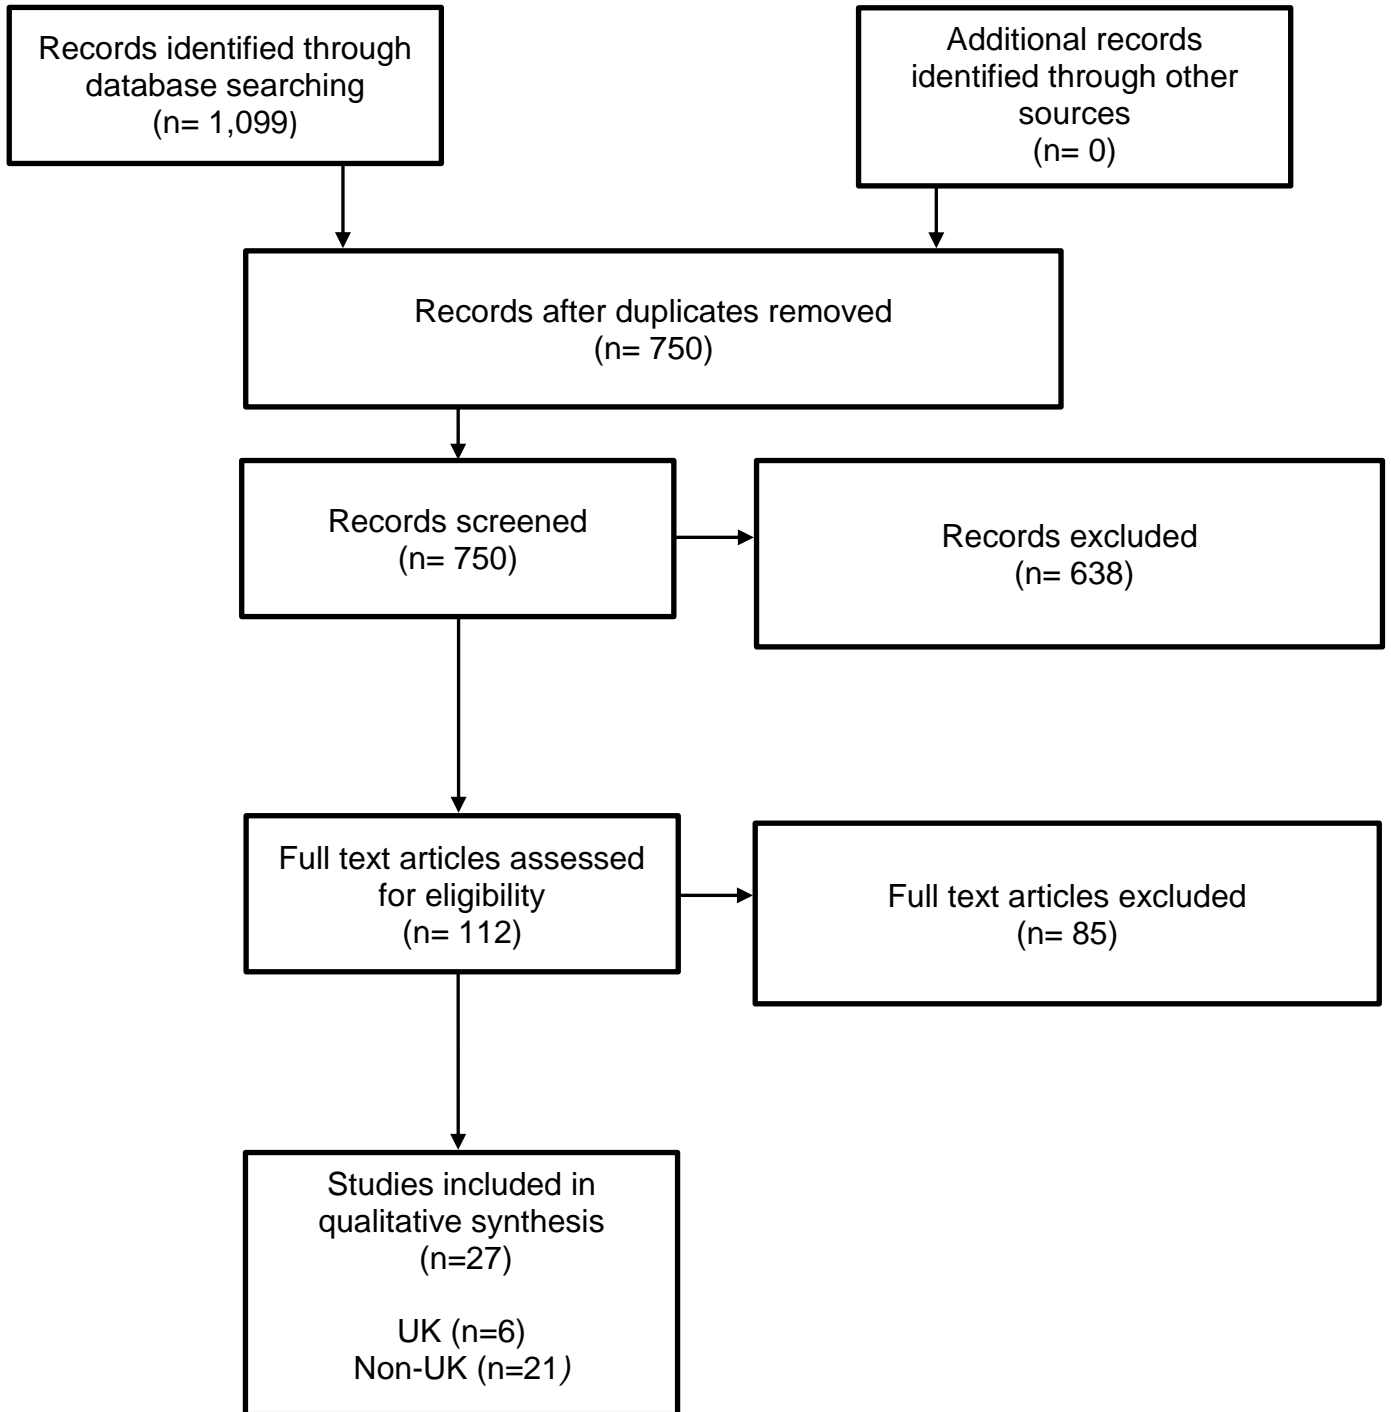 Records identified through
database searching
(n= 1,099)
Additional records
identified through other
sources
(n= 0)
Records after duplicates removed
(n= 750)
Records screened
(n= 750)
Records excluded
(n= 638)
Full text articles assessed
for eligibility
(n= 112)
Full text articles excluded
(n= 85)
Studies included in
qualitative synthesis
(n=27)
UK (n=6)
Non-UK (n=21)